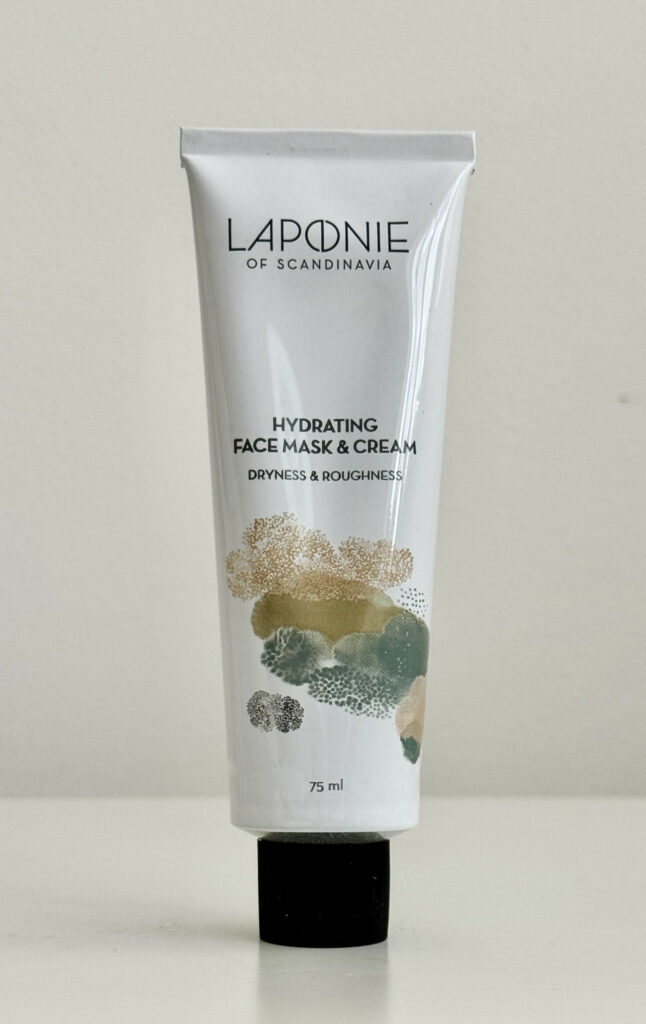 LAPONIE
OF SCANDINAVIA
HYDRATING
FACE MASK & CREAM
DRYNESS & ROUGHNESS
75 ml